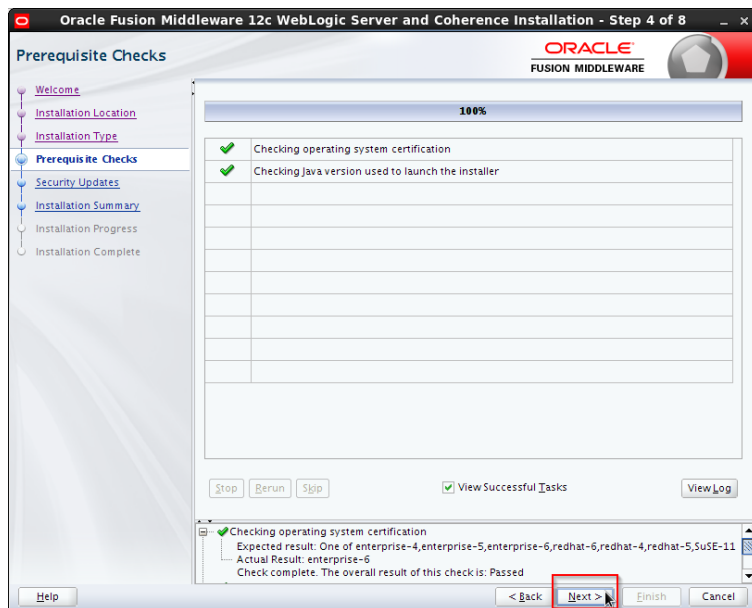 Oracle Fusion Middleware 12c WebLogic Server and Coherence Installation - Step 4 of 8
Prerequisite Checks
ORACLE
FUSION MIDDLEWARE
Welcome
Installation Location
Installation Type
Prerequisite Checks
Security Updates
Installation Summary
Installation Progress
Installation Complete
100%
Checking operating system certification
Checking Java version used to launch the installer
Stop Rerun Skip View Successful Tasks View Log
Checking operating system certification
Expected result: One of enterprise-4,enterprise-5,enterprise-6,redhat-6,redhat-4,redhat-5,SuSE-11
Actual Result: enterprise-6
Check complete. The overall result of this check is: Passed
Help < Back Next > Finish Cancel